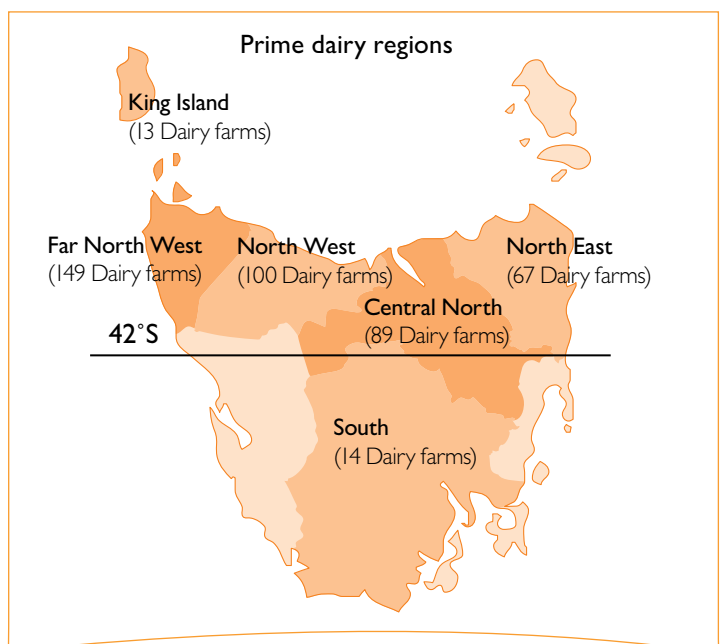 Prime dairy regions
King Island
(13 Dairy farms)
Far North West
(149 Dairy farms)
North West
(100 Dairy farms)
North East
(67 Dairy farms)
Central North
(89 Dairy farms)
42°S
South
(14 Dairy farms)